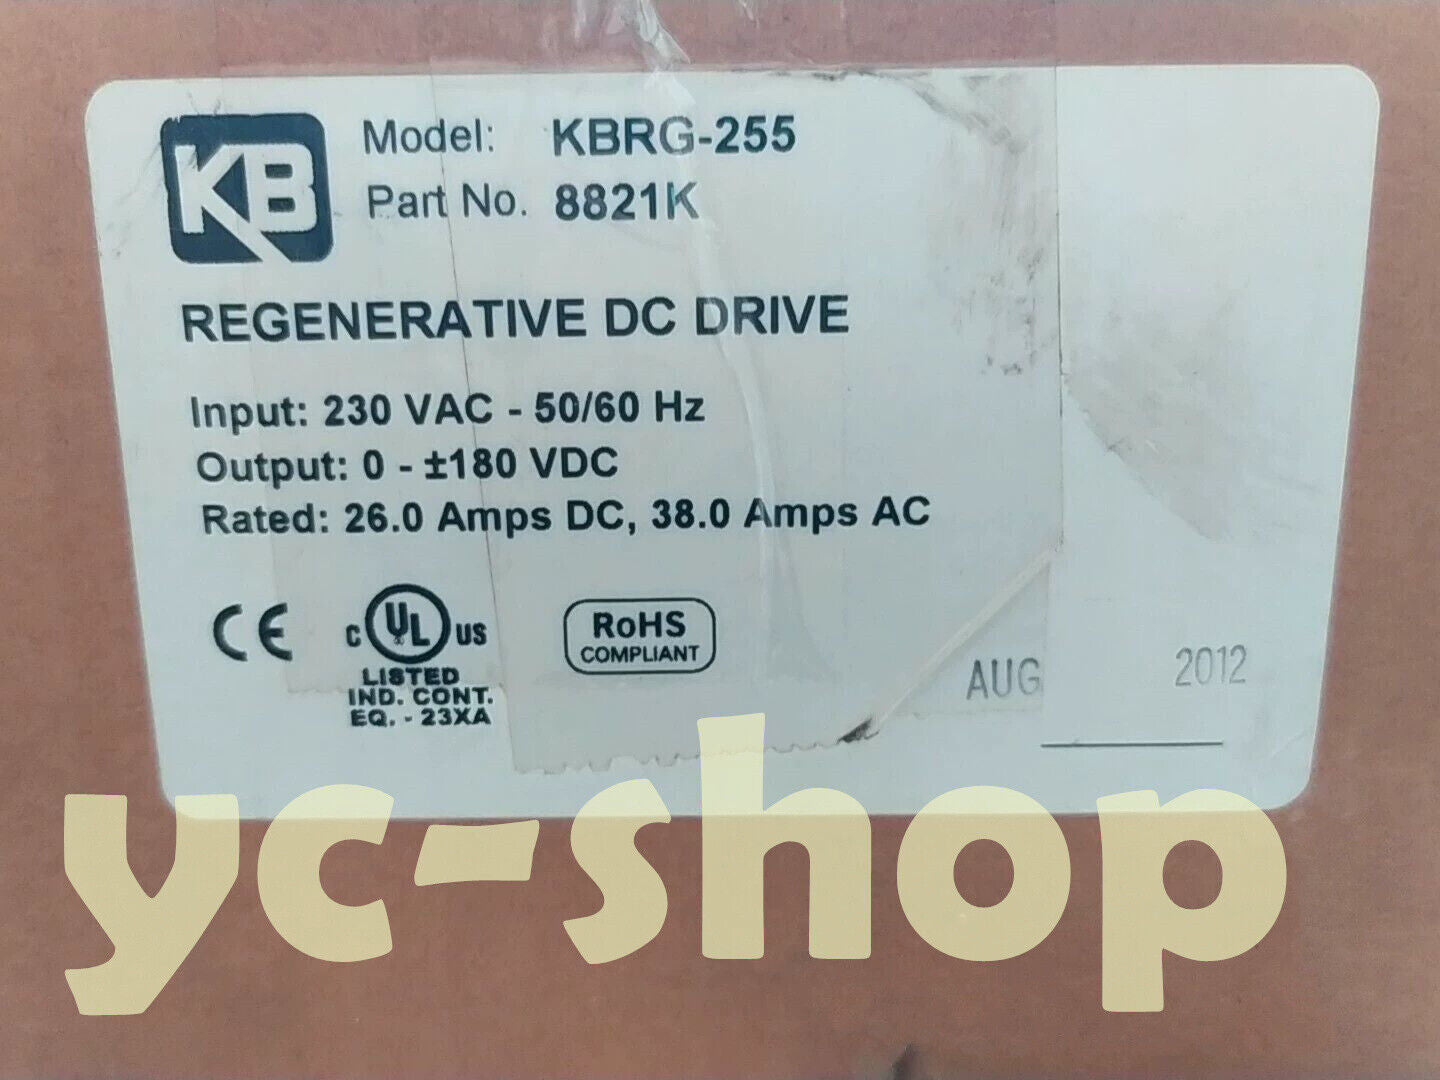 KB
Model: KBRG-255
Part No. 8821K
REGENERATIVE DC DRIVE
Input: 230 VAC - 50/60 Hz
Output: 0 - ±180 VDC
Rated: 26.0 Amps DC, 38.0 Amps AC
CE
c UL us
LISTED
IND. CONT.
EQ. - 23XA
RoHS
COMPLIANT
AUG 2012
yc-shop